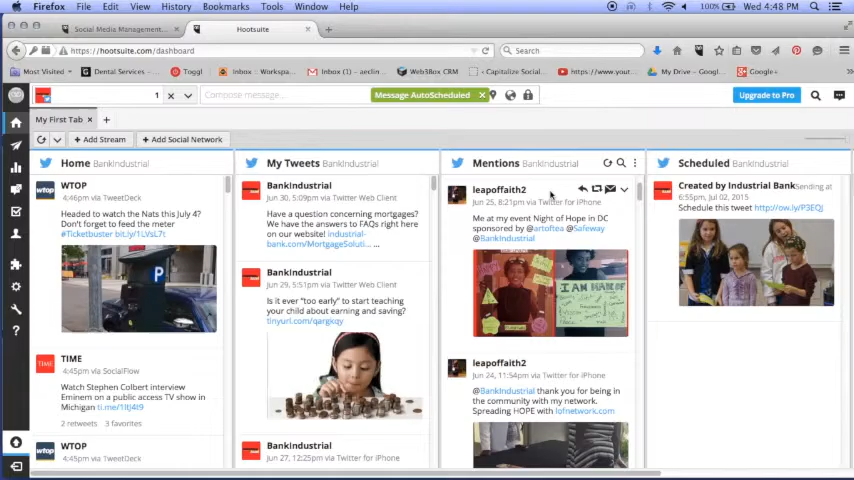 Firefox File Edit View History Bookmarks Tools Window Help
100% Wed 4:48 PM
Social Media Management...
Hootsuite
https://hootsuite.com/dashboard
Search
Most Visited
Dental Services, ...
Toggl
Inbox :: Workspa...
Inbox (1) - aeclin...
Web3Box CRM
- Capitalize Social...
https://www.yout...
My Drive – Googl...
Google+
1
Compose message...
Message AutoScheduled
Upgrade to Pro
My First Tab
+ Add Stream
+ Add Social Network
Home BankIndustrial
WTOP
4:46pm via TweetDeck
Headed to watch the Nats this July 4?
Don't forget to feed the meter
#Ticketbuster bit.ly/1LVs7LT
P
TIME
4:45pm via SocialFlow
Watch Stephen Colbert interview
Eminem on a public access TV show in
Michigan ti.me/1ItJ4t9
2 retweets 3 favorites
WTOP
4:45pm via TweetDeck
My Tweets BankIndustrial
BankIndustrial
Jun 30, 5:09pm via Twitter Web Client
Have a question concerning mortgages?
We have the answers to FAQs right here
on our website! industrial-
bank.com/MortgageSoluti... ...
BankIndustrial
Jun 29, 5:51pm via Twitter Web Client
Is it ever "too early" to start teaching
your child about earning and saving?
tinyurl.com/qargkqy
BankIndustrial
Jun 27, 12:25pm via Twitter for iPhone
Mentions BankIndustrial
leapoffaith2
Jun 25, 8:21pm via Twitter for iPhone
Me at my event Night of Hope in DC
sponsored by @artoftea @Safeway
@BankIndustrial
I AM
leapoffaith2
Jun 24, 11:54pm via Twitter for iPhone
@BankIndustrial thank you for being in
the community with my network.
Spreading HOPE with lofnetwork.com
Scheduled BankIndustrial
Created by Industrial Bank Sending at
6:55pm, Jul 02, 2015
Schedule this tweet http://ow.ly/P3EQJ